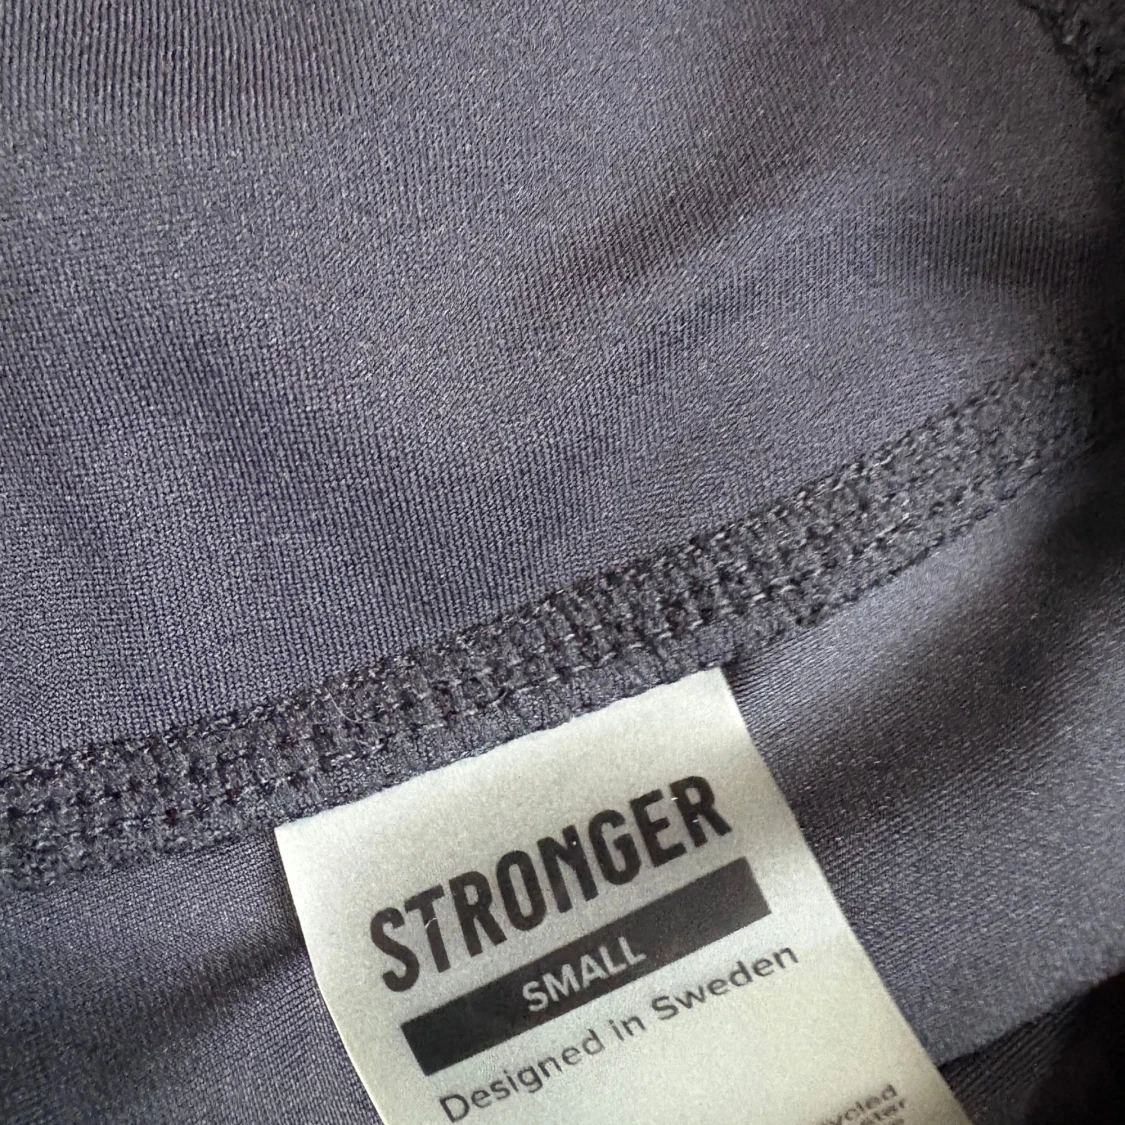 STRONGER
SMALL
Designed in Sweden